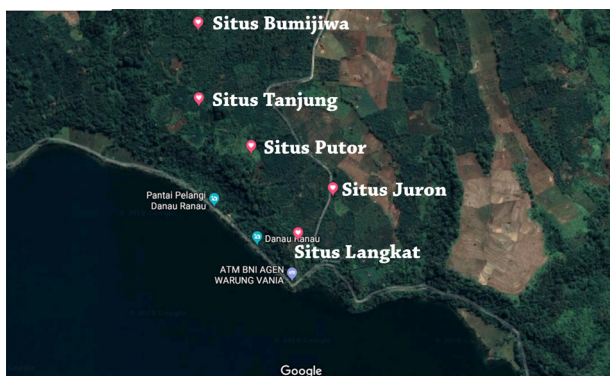 Situs Bumijiwa
Situs Tanjung
Situs Putor
Situs Juron
Pantai Pelangi
Danau Ranau
Danau Ranau
Situs Langkat
ATM BNI AGEN
WARUNG VANIA
Google